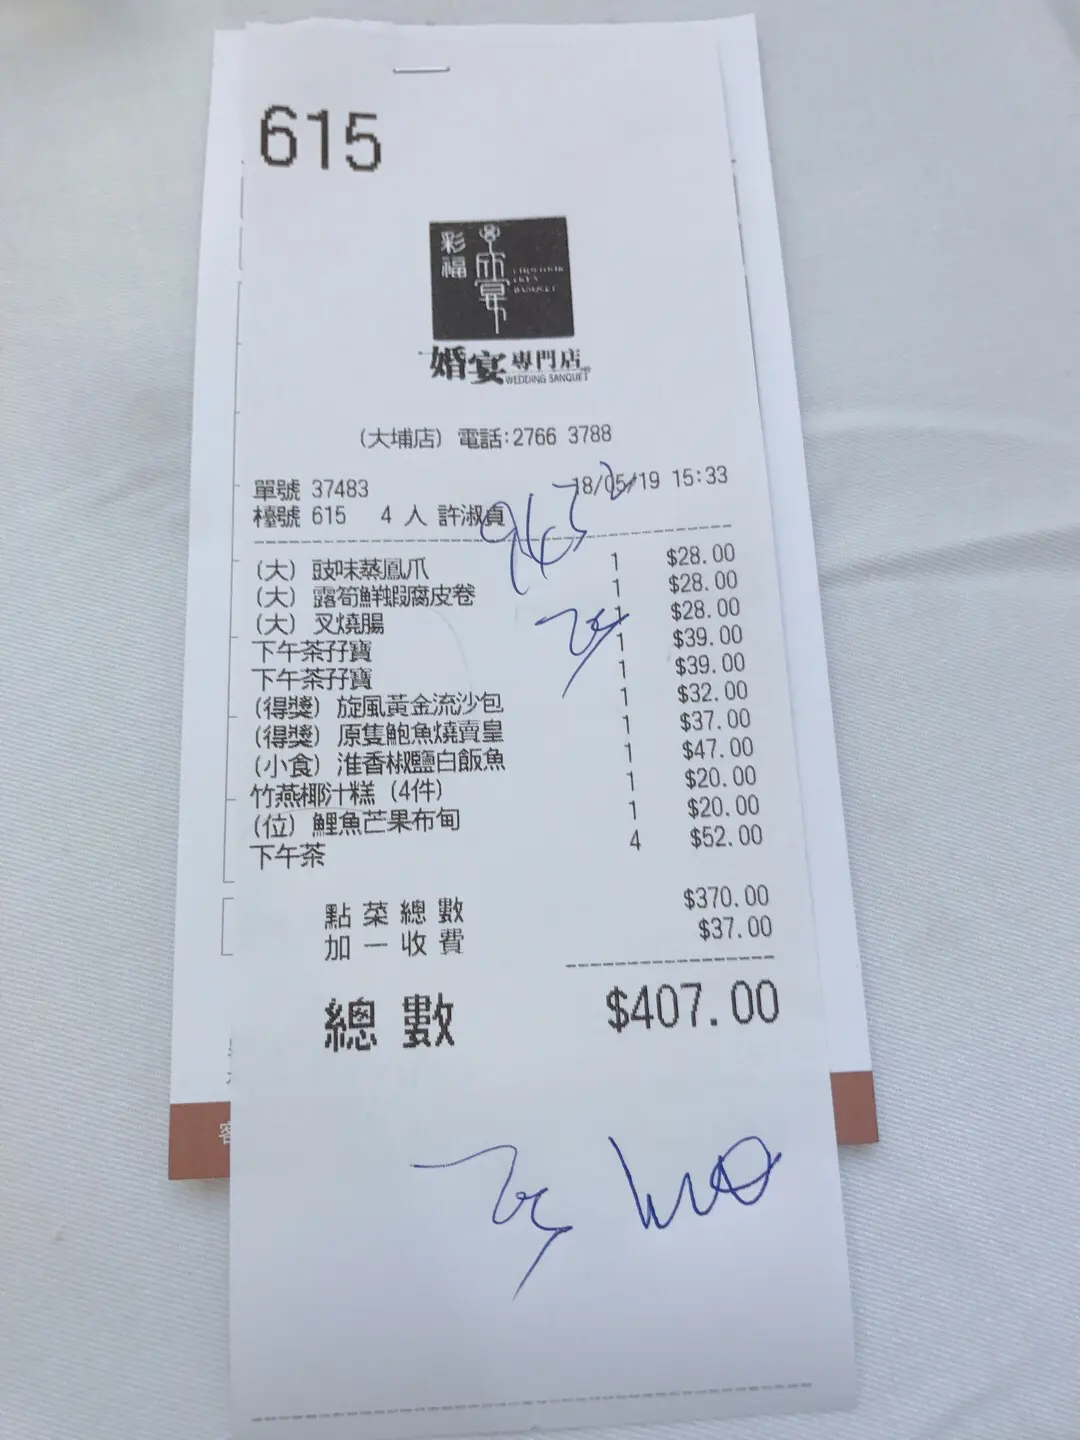 615
彩福
婚宴專門店
WEDDING BANQUET
(大埔店) 電話:2766 3788
單號 37483 18/05/19 15:33
檯號 615 4 人 許淑貞
(大) 豉味蒸鳳爪 1 $28.00
(大) 露筍鮮蝦腐皮卷 1 $28.00
(大) 叉燒腸 1 $28.00
下午茶孖寶 1 $39.00
下午茶孖寶 1 $39.00
(得獎) 旋風黃金流沙包 1 $32.00
(得獎) 原隻鮑魚燒賣皇 1 $37.00
(小食) 淮香椒鹽白飯魚 1 $47.00
竹燕椰汁糕 (4件) 1 $20.00
(位) 鯉魚芒果布甸 1 $20.00
下午茶 4 $52.00
點菜總數 $370.00
加一收費 $37.00
總數 $407.00